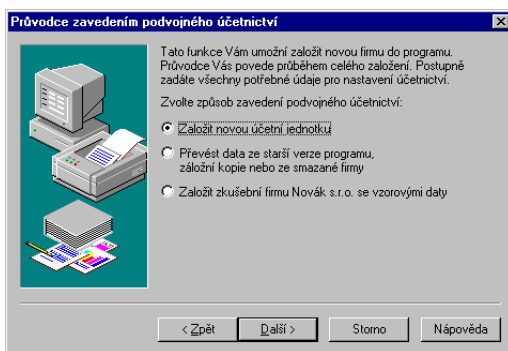 Průvodce zavedením podvojného účetnictví
Tato funkce Vám umožní založit novou firmu do programu.
Průvodce Vás povede průběhem celého založení. Postupně
zadáte všechny potřebné údaje pro nastavení účetnictví.
Zvolte způsob zavedení podvojného účetnictví:
Založit novou účetní jednotku
Převést data ze starší verze programu,
záložní kopie nebo ze smazané firmy
Založit zkušební firmu Novák s.r.o. se vzorovými daty
< Zpět
Další >
Storno
Nápověda